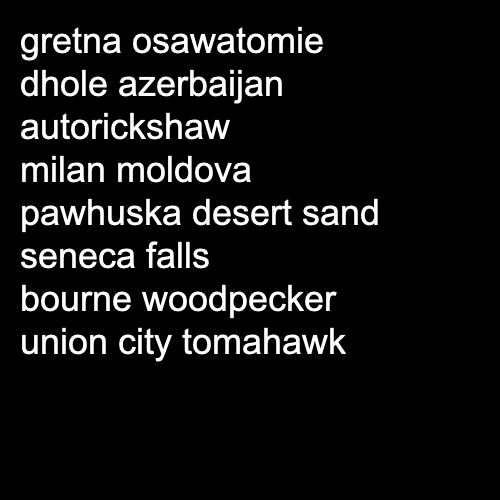 gretna osawatomie
dhole azerbaijan
autorickshaw
milan moldova
pawhuska desert sand
seneca falls
bourne woodpecker
union city tomahawk